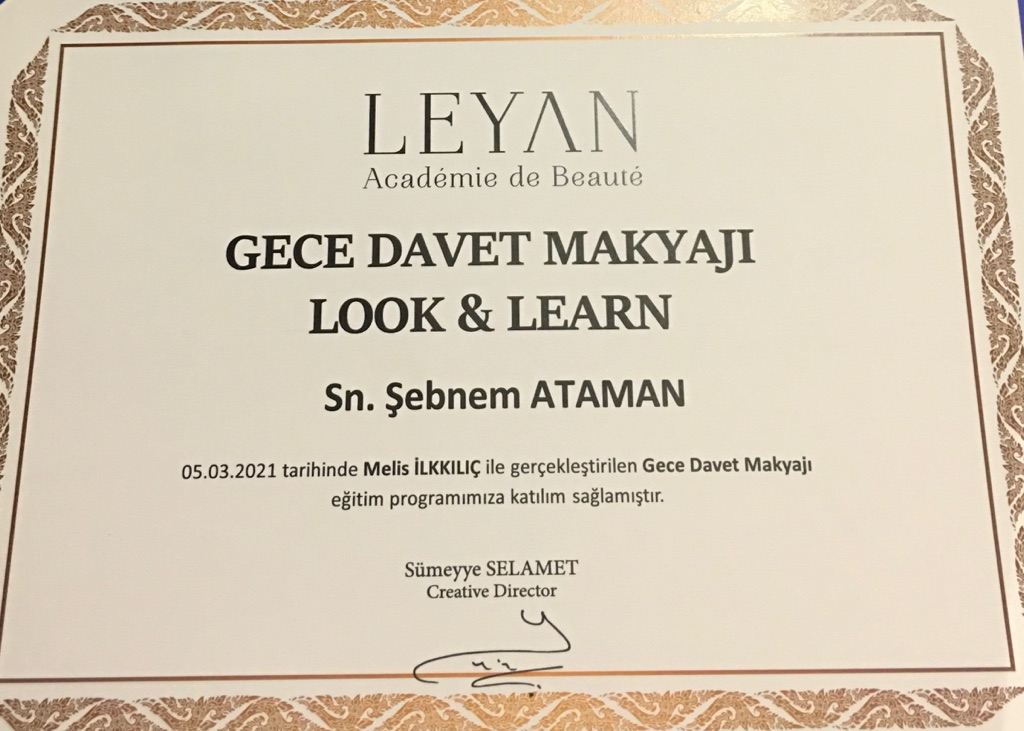 LEYAN
Académie de Beauté
GECE DAVET MAKYAJI
LOOK & LEARN
Sn. Şebnem ATAMAN
05.03.2021 tarihinde Melis İLKKILIÇ ile gerçekleştirilen Gece Davet Makyajı
eğitim programımıza katılım sağlamıştır.
Sümeyye SELAMET
Creative Director